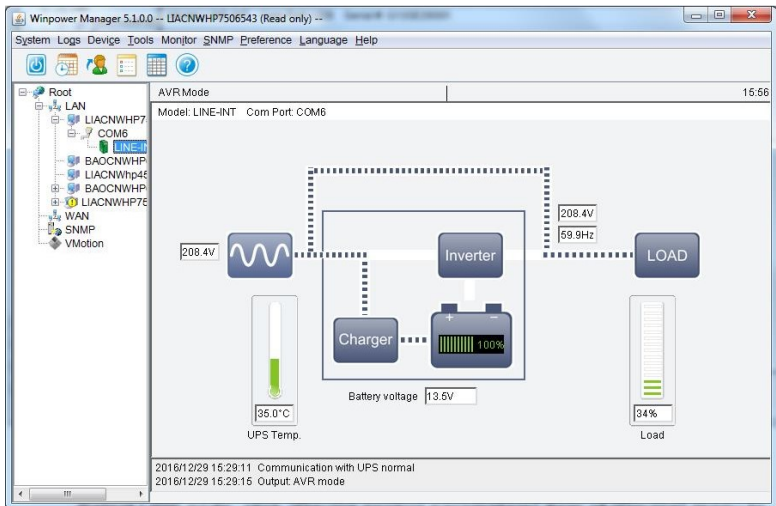 Winpower Manager 5.1.0.0 -- LIACNWHP7506543 (Read only) --
System Logs Device Tools Monitor SNMP Preference Language Help
Root
LAN
LIACNWHP7
COM6
LINE-IN
BAOCNWHP
LIACNWhp45
BAOCNWHP
LIACNWHP75
WAN
SNMP
VMotion
AVR Mode
15:56
Model: LINE-INT Com Port: COM6
208.4V
208.4V
59.9Hz
Inverter
LOAD
Charger
+ −
100%
Battery voltage 13.5V
35.0°C
UPS Temp.
34%
Load
2016/12/29 15:29:11 Communication with UPS normal
2016/12/29 15:29:15 Output: AVR mode